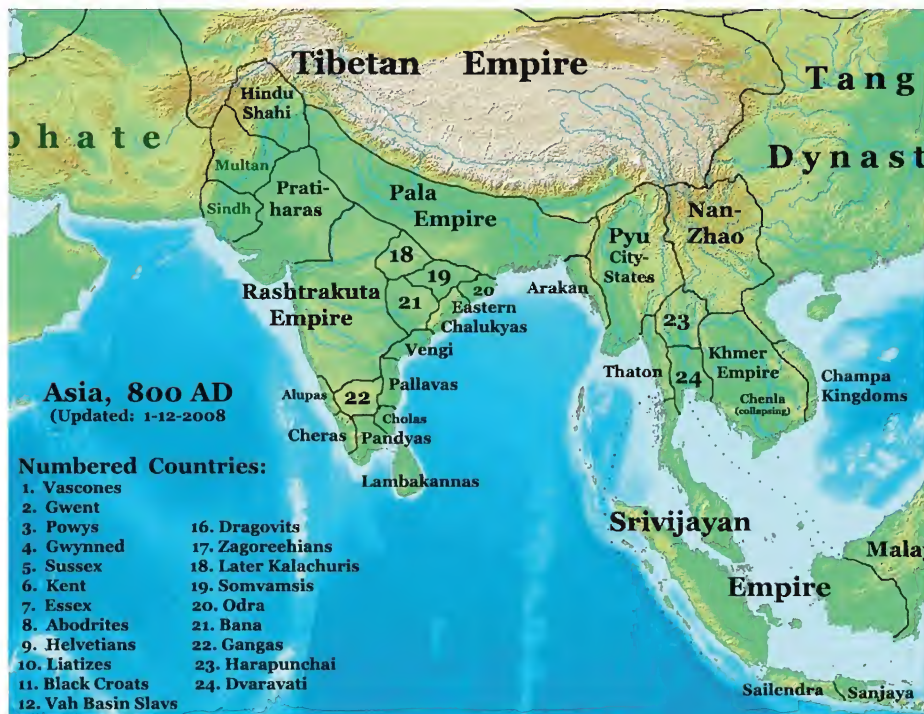 Tibetan Empire
Tang
Dynast
phate
Hindu
Shahi
Multan
Sindh
Prati-
haras
Pala
Empire
Nan-
Zhao
Pyu
City-
States
18
19
20
21
Arakan
Rashtrakuta
Empire
Eastern
Chalukyas
23
Vengi
Thaton
24
Khmer
Empire
Chenla
(collapsing)
Champa
Kingdoms
Pallavas
Asia, 800 AD
(Updated: 1-12-2008
Alupas
22
Cholas
Cheras
Pandyas
Lambakannas
Numbered Countries:
1. Vascones
2. Gwent
3. Powys
4. Gwynned
5. Sussex
6. Kent
7. Essex
8. Abodrites
9. Helvetians
10. Liatizes
11. Black Croats
12. Vah Basin Slavs
16. Dragovits
17. Zagoreehians
18. Later Kalachuris
19. Somvamsis
20. Odra
21. Bana
22. Gangas
23. Harapunchai
24. Dvaravati
Srivijayan
Empire
Mala
Sailendra
Sanjaya